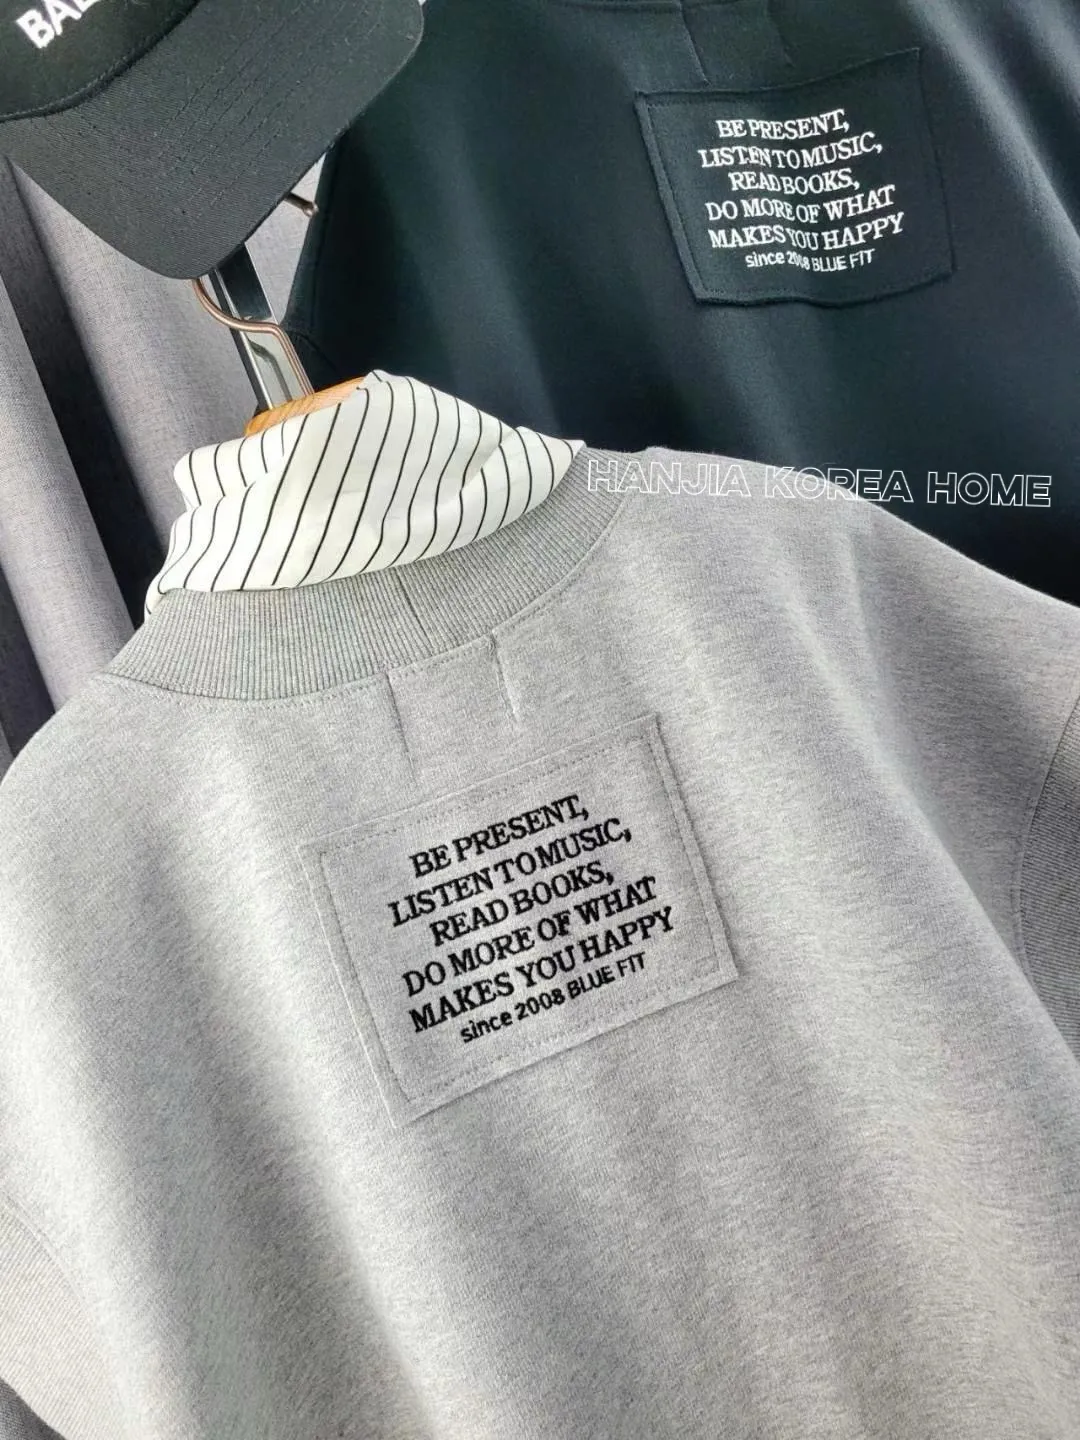 BA
BE PRESENT,
LISTEN TO MUSIC,
READ BOOKS,
DO MORE OF WHAT
MAKES YOU HAPPY
since 2008 BLUE FIT
HANJIA KOREA HOME
BE PRESENT,
LISTEN TO MUSIC,
READ BOOKS,
DO MORE OF WHAT
MAKES YOU HAPPY
since 2008 BLUE FIT